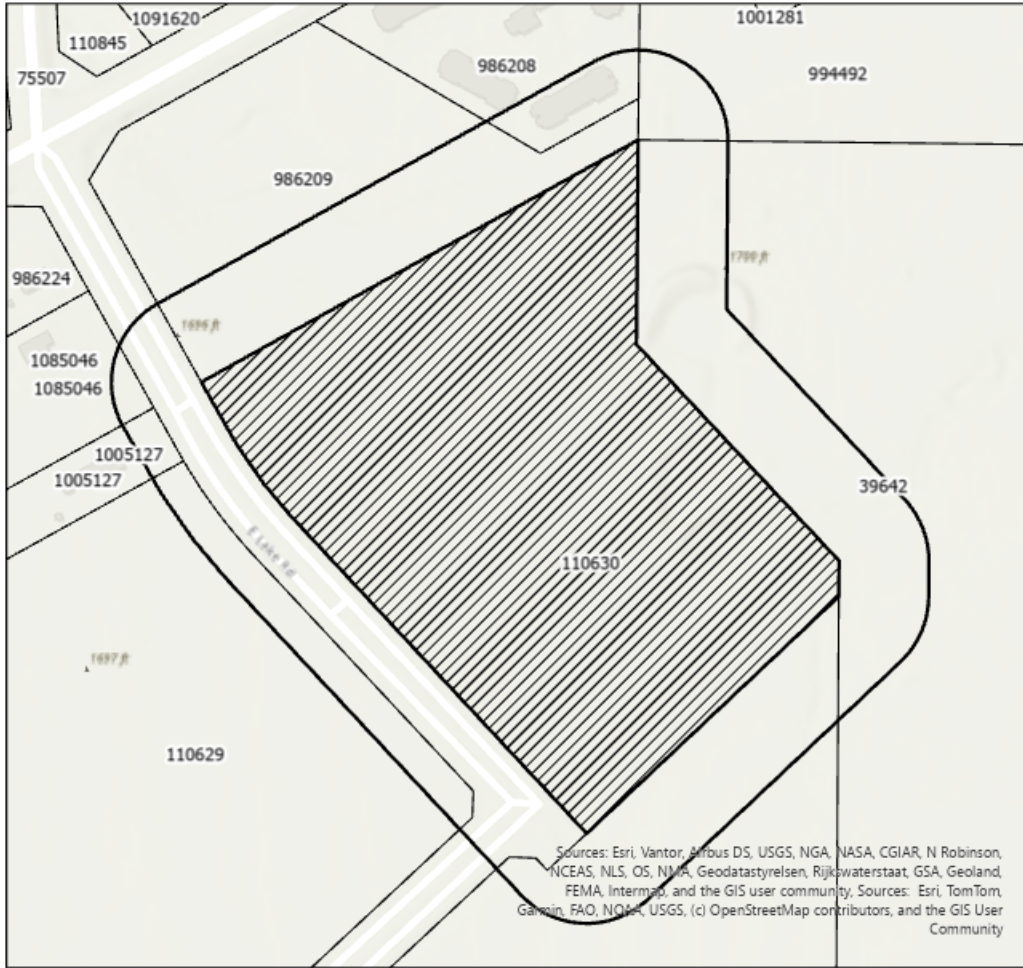 1091620
1001281
110845
986208
994492
75507
986209
1700 ft
986224
1696 ft
1085046
1085046
1005127
1005127
39642
E Lake Rd
110630
1697 ft
110629
Sources: Esri, Vantor, Airbus DS, USGS, NGA, NASA, CGIAR, N Robinson,
NCEAS, NLS, OS, NMA, Geodatastyrelsen, Rijkswaterstaat, GSA, Geoland,
FEMA, Intermap, and the GIS user community, Sources: Esri, TomTom,
Garmin, FAO, NOAA, USGS, (c) OpenStreetMap contributors, and the GIS User
Community